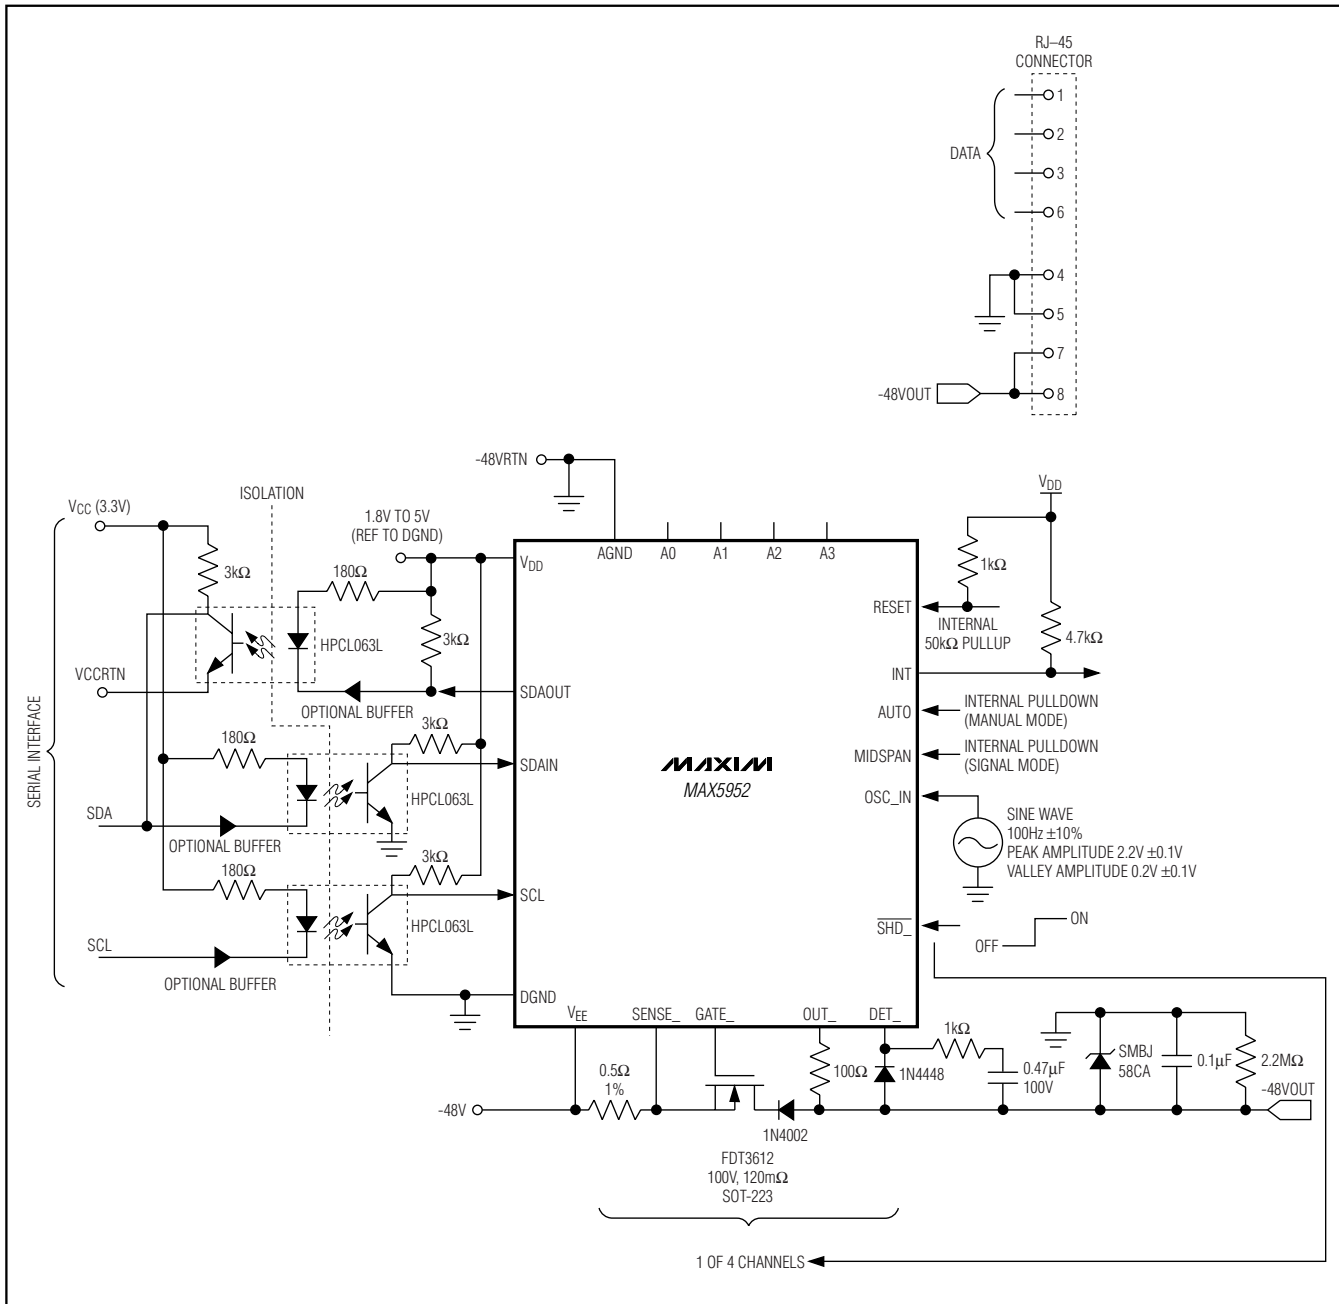 RJ–45
CONNECTOR
1
2
DATA
3
6
4
5
7
-48VOUT
8
-48VRTN
ISOLATION
VCC (3.3V)
1.8V TO 5V
(REF TO DGND)
VDD
AGND
A0
A1
A2
A3
VDD
3kΩ
180Ω
1kΩ
RESET
HPCL063L
3kΩ
INTERNAL
50kΩ PULLUP
4.7kΩ
VCCRTN
INT
SDAOUT
OPTIONAL BUFFER
AUTO
INTERNAL PULLDOWN
(MANUAL MODE)
SERIAL INTERFACE
180Ω
3kΩ
MIDSPAN
INTERNAL PULLDOWN
(SIGNAL MODE)
SDAIN
MAXIM
MAX5952
HPCL063L
OSC_IN
SDA
OPTIONAL BUFFER
SINE WAVE
100Hz ±10%
PEAK AMPLITUDE 2.2V ±0.1V
VALLEY AMPLITUDE 0.2V ±0.1V
180Ω
3kΩ
SCL
HPCL063L
SHD_
ON
OFF
SCL
OPTIONAL BUFFER
DGND
VEE
SENSE_
GATE_
OUT_
DET_
1kΩ
0.5Ω
1%
100Ω
1N4448
0.47µF
100V
SMBJ
58CA
0.1µF
2.2MΩ
-48VOUT
-48V
1N4002
FDT3612
100V, 120mΩ
SOT-223
1 OF 4 CHANNELS